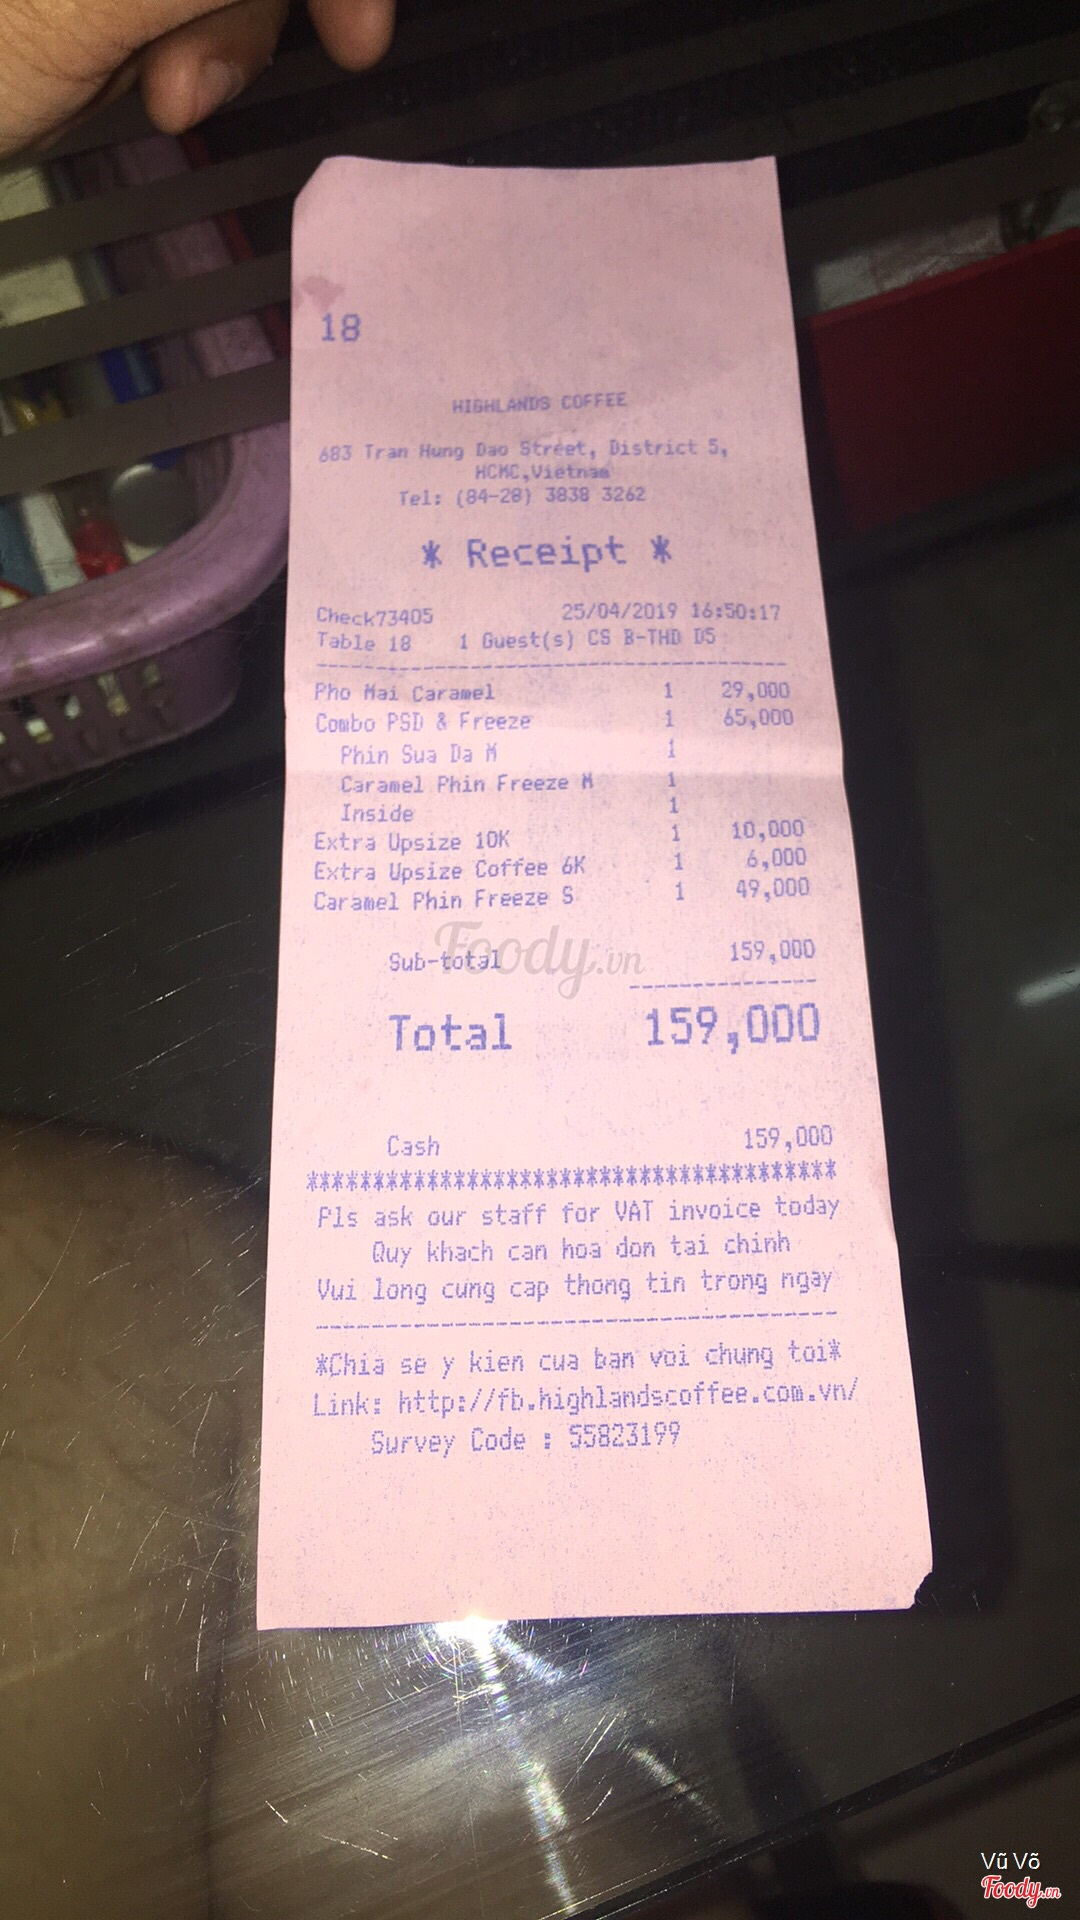 18
HIGHLANDS COFFEE
683 Tran Hung Dao Street, District 5,
HCMC,Vietnam
Tel: (84-28) 3838 3262
* Receipt *
Check73405 25/04/2019 16:50:17
Table 18 1 Guest(s) CS B-THD D5
Pho Mai Caramel 1 29,000
Combo PSD & Freeze 1 65,000
Phin Sua Da M 1
Caramel Phin Freeze M 1
Inside 1
Extra Upsize 10K 1 10,000
Extra Upsize Coffee 6K 1 6,000
Caramel Phin Freeze S 1 49,000
Sub-total 159,000
Foody.vn
Total 159,000
Cash 159,000
****************************************
Pls ask our staff for VAT invoice today
Quy khach can hoa don tai chinh
Vui long cung cap thong tin trong ngay
*Chia se y kien cua ban voi chung toi*
Link: http://fb.highlandscoffee.com.vn/
Survey Code : 55823199
Vũ Võ
Foody.vn